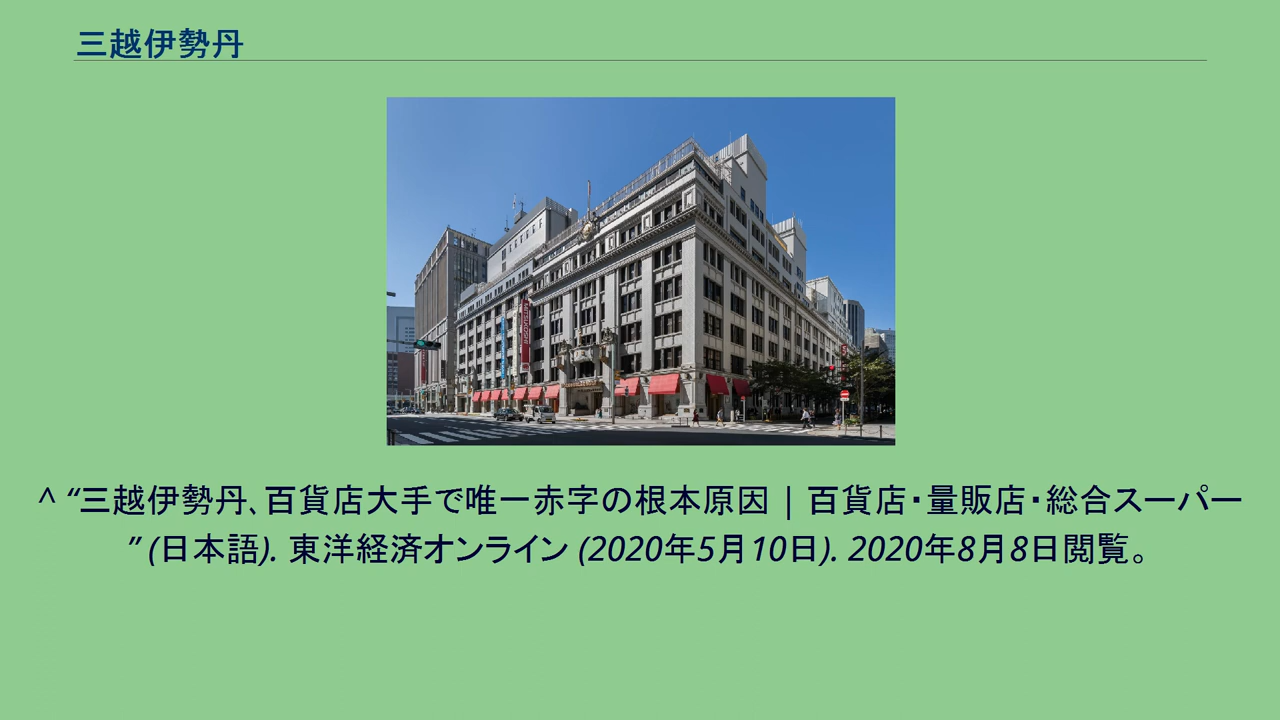 三越伊勢丹
MITSUKOSHI
^ “三越伊勢丹、百貨店大手で唯一赤字の根本原因 | 百貨店・量販店・総合スーパー
” (日本語). 東洋経済オンライン (2020年5月10日). 2020年8月8日閲覧。